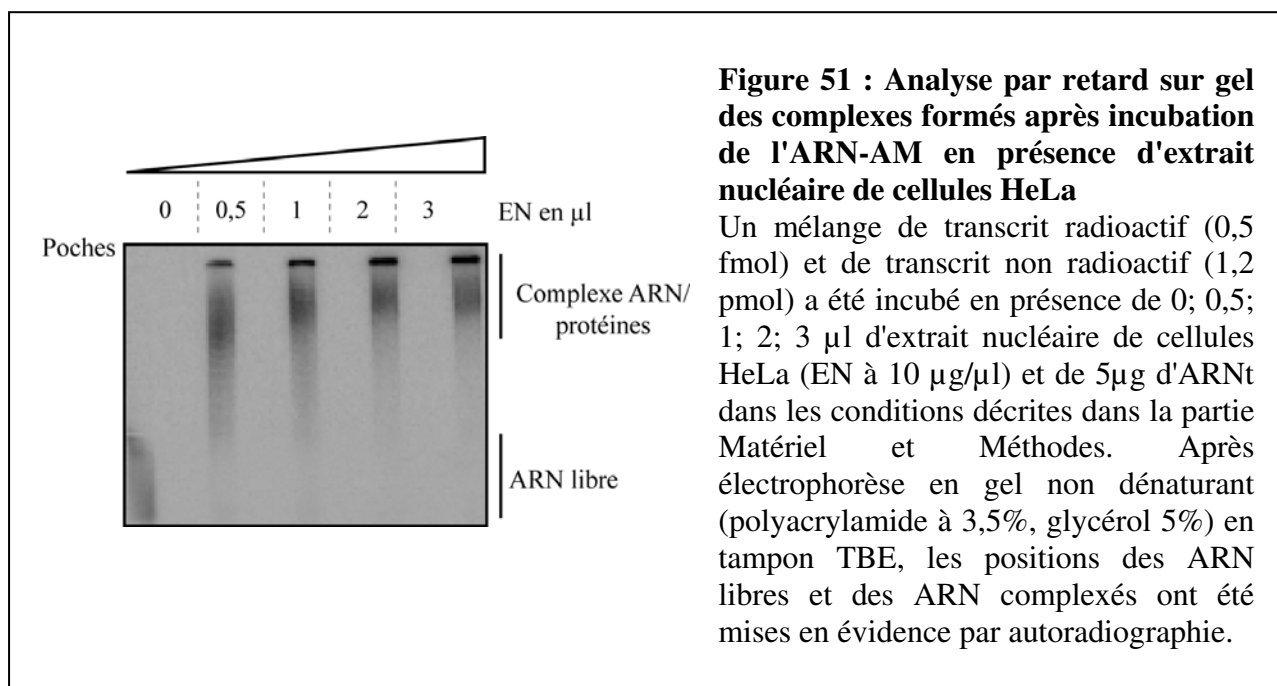 Figure 51 : Analyse par retard sur gel
des complexes formés après incubation
de l'ARN-AM en présence d'extrait
nucléaire de cellules HeLa
Un mélange de transcrit radioactif (0,5
fmol) et de transcrit non radioactif (1,2
pmol) a été incubé en présence de 0; 0,5;
1; 2; 3 µl d'extrait nucléaire de cellules
HeLa (EN à 10 µg/µl) et de 5µg d'ARNt
dans les conditions décrites dans la partie
Matériel et Méthodes. Après
électrophorèse en gel non dénaturant
(polyacrylamide à 3,5%, glycérol 5%) en
tampon TBE, les positions des ARN
libres et des ARN complexés ont été
mises en évidence par autoradiographie.
0 0,5 1 2 3 EN en µl
Poches
Complexe ARN/
protéines
ARN libre